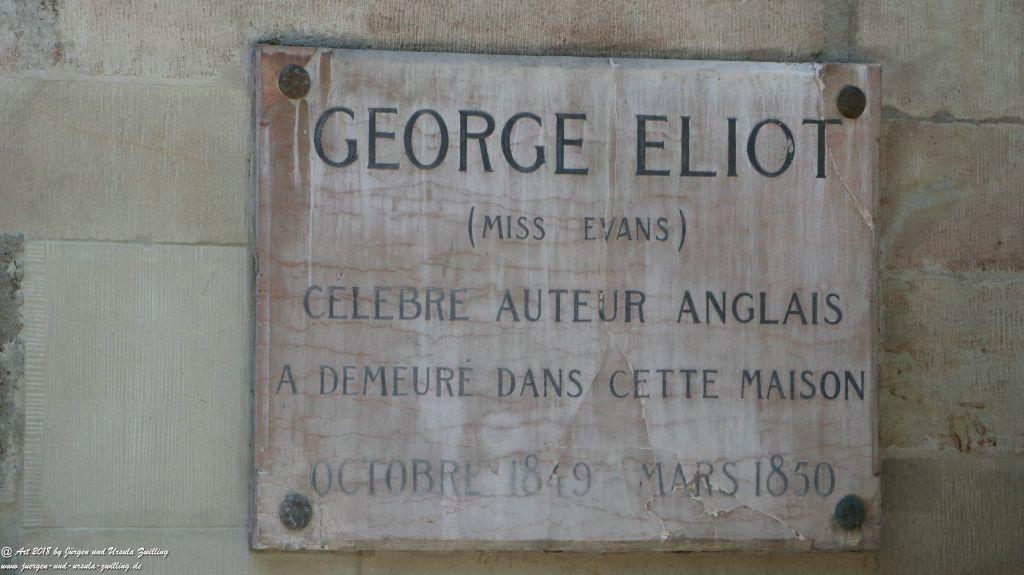 GEORGE ELIOT
(MISS EVANS)
CELEBRE AUTEUR ANGLAIS
A DEMEURÉ DANS CETTE MAISON
OCTOBRE 1849 - MARS 1850
@ Art 2018 by Jürgen und Ursula Zwilling
www.juergen-und-ursula-zwilling.de